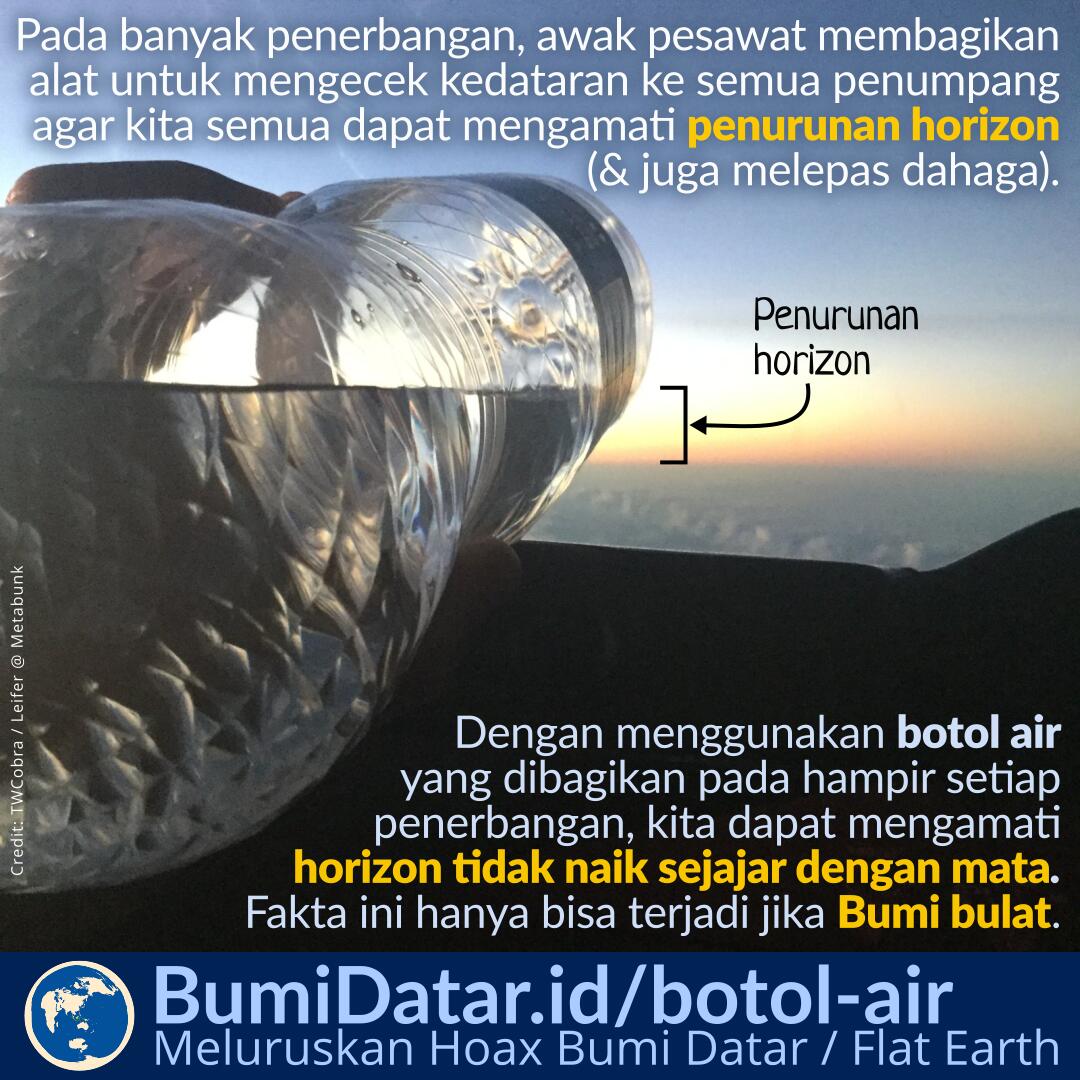 Pada banyak penerbangan, awak pesawat membagikan
alat untuk mengecek kedataran ke semua penumpang
agar kita semua dapat mengamati penurunan horizon
(& juga melepas dahaga).
Penurunan
horizon
Credit: TWCobra / Leifer @ Metabunk
Dengan menggunakan botol air
yang dibagikan pada hampir setiap
penerbangan, kita dapat mengamati
horizon tidak naik sejajar dengan mata.
Fakta ini hanya bisa terjadi jika Bumi bulat.
BumiDatar.id/botol-air
Meluruskan Hoax Bumi Datar / Flat Earth